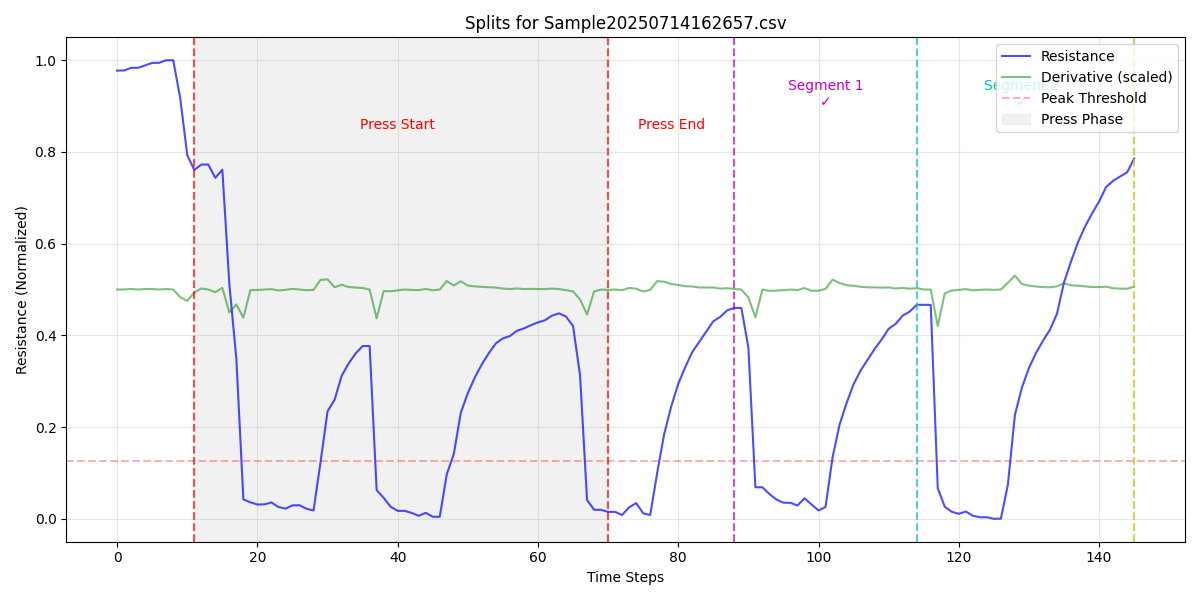 Splits for Sample20250714162657.csv
Resistance (Normalized)
1.0
0.8
0.6
0.4
0.2
0.0
Press Start
Press End
Segment 1
✓
Segment 2
✓
Resistance
Derivative (scaled)
Peak Threshold
Press Phase
0
20
40
60
80
100
120
140
Time Steps